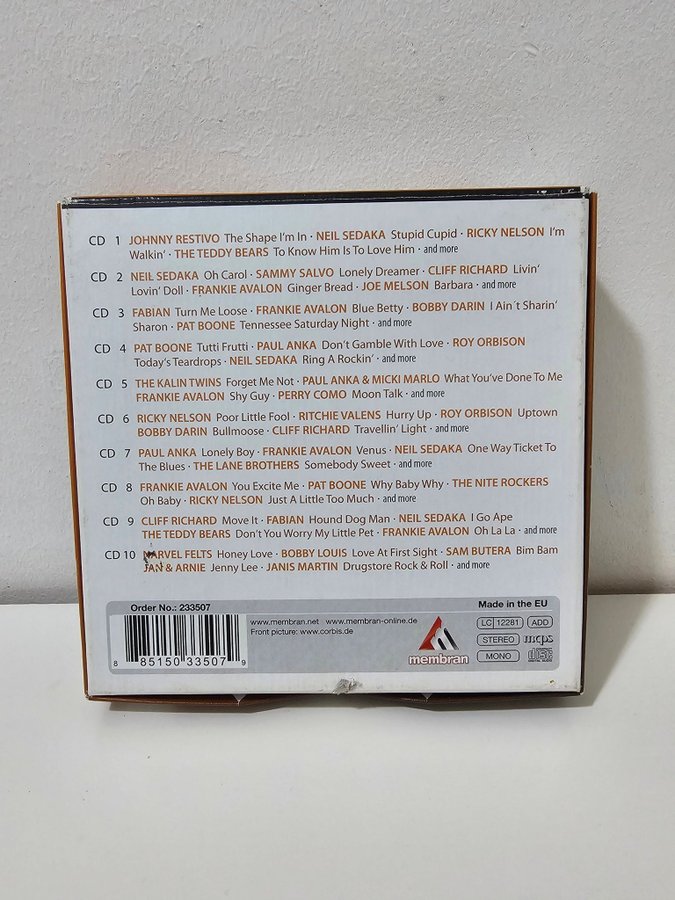 CD 1 JOHNNY RESTIVO The Shape I'm In · NEIL SEDAKA Stupid Cupid · RICKY NELSON I'm
Walkin' · THE TEDDY BEARS To Know Him Is To Love Him · and more
CD 2 NEIL SEDAKA Oh Carol · SAMMY SALVO Lonely Dreamer · CLIFF RICHARD Livin'
Lovin' Doll · FRANKIE AVALON Ginger Bread · JOE MELSON Barbara · and more
CD 3 FABIAN Turn Me Loose · FRANKIE AVALON Blue Betty · BOBBY DARIN I Ain´t Sharin'
Sharon · PAT BOONE Tennessee Saturday Night · and more
CD 4 PAT BOONE Tutti Frutti · PAUL ANKA Don't Gamble With Love · ROY ORBISON
Today's Teardrops · NEIL SEDAKA Ring A Rockin' · and more
CD 5 THE KALIN TWINS Forget Me Not · PAUL ANKA & MICKI MARLO What You've Done To Me
FRANKIE AVALON Shy Guy · PERRY COMO Moon Talk · and more
CD 6 RICKY NELSON Poor Little Fool · RITCHIE VALENS Hurry Up · ROY ORBISON Uptown
BOBBY DARIN Bullmoose · CLIFF RICHARD Travellin' Light · and more
CD 7 PAUL ANKA Lonely Boy · FRANKIE AVALON Venus · NEIL SEDAKA One Way Ticket To
The Blues · THE LANE BROTHERS Somebody Sweet · and more
CD 8 FRANKIE AVALON You Excite Me · PAT BOONE Why Baby Why · THE NITE ROCKERS
Oh Baby · RICKY NELSON Just A Little Too Much · and more
CD 9 CLIFF RICHARD Move It · FABIAN Hound Dog Man · NEIL SEDAKA I Go Ape
THE TEDDY BEARS Don't You Worry My Little Pet · FRANKIE AVALON Oh La La · and more
CD 10 MARVEL FELTS Honey Love · BOBBY LOUIS Love At First Sight · SAM BUTERA Bim Bam
JAN & ARNIE Jenny Lee · JANIS MARTIN Drugstore Rock & Roll · and more
Order No.: 233507
Made in the EU
www.membran.net www.membran-online.de
Front picture: www.corbis.de
membran
LC 12281 ADD
STEREO mcps
MONO disc
8 85150 33507 9